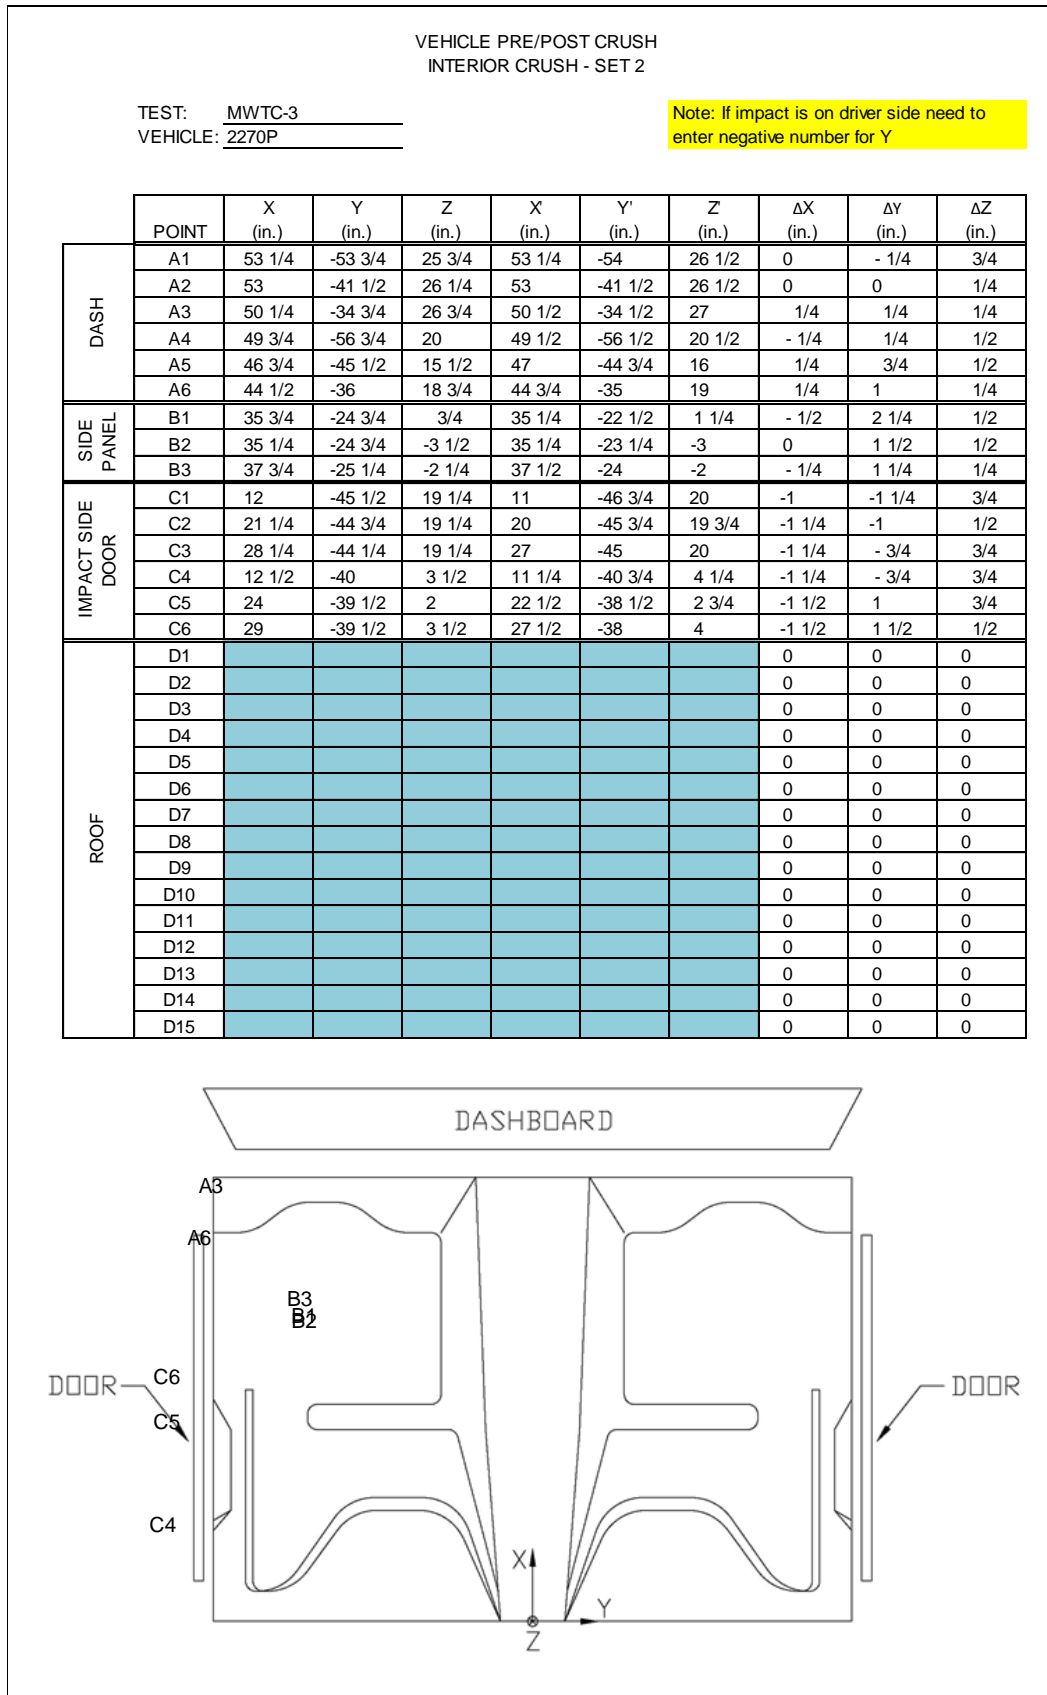 VEHICLE PRE/POST CRUSH
INTERIOR CRUSH - SET 2
TEST: MWTC-3
VEHICLE: 2270P
Note: If impact is on driver side need to
enter negative number for Y
X Y Z X' Y' Z' ΔX ΔY ΔZ
POINT (in.) (in.) (in.) (in.) (in.) (in.) (in.) (in.) (in.)
DASH
A1 53 1/4 -53 3/4 25 3/4 53 1/4 -54 26 1/2 0 - 1/4 3/4
A2 53 -41 1/2 26 1/4 53 -41 1/2 26 1/2 0 0 1/4
A3 50 1/4 -34 3/4 26 3/4 50 1/2 -34 1/2 27 1/4 1/4 1/4
A4 49 3/4 -56 3/4 20 49 1/2 -56 1/2 20 1/2 - 1/4 1/4 1/2
A5 46 3/4 -45 1/2 15 1/2 47 -44 3/4 16 1/4 3/4 1/2
A6 44 1/2 -36 18 3/4 44 3/4 -35 19 1/4 1 1/4
SIDE
PANEL
B1 35 3/4 -24 3/4 3/4 35 1/4 -22 1/2 1 1/4 - 1/2 2 1/4 1/2
B2 35 1/4 -24 3/4 -3 1/2 35 1/4 -23 1/4 -3 0 1 1/2 1/2
B3 37 3/4 -25 1/4 -2 1/4 37 1/2 -24 -2 - 1/4 1 1/4 1/4
IMPACT SIDE
DOOR
C1 12 -45 1/2 19 1/4 11 -46 3/4 20 -1 -1 1/4 3/4
C2 21 1/4 -44 3/4 19 1/4 20 -45 3/4 19 3/4 -1 1/4 -1 1/2
C3 28 1/4 -44 1/4 19 1/4 27 -45 20 -1 1/4 - 3/4 3/4
C4 12 1/2 -40 3 1/2 11 1/4 -40 3/4 4 1/4 -1 1/4 - 3/4 3/4
C5 24 -39 1/2 2 22 1/2 -38 1/2 2 3/4 -1 1/2 1 3/4
C6 29 -39 1/2 3 1/2 27 1/2 -38 4 -1 1/2 1 1/2 1/2
ROOF
D1 0 0 0
D2 0 0 0
D3 0 0 0
D4 0 0 0
D5 0 0 0
D6 0 0 0
D7 0 0 0
D8 0 0 0
D9 0 0 0
D10 0 0 0
D11 0 0 0
D12 0 0 0
D13 0 0 0
D14 0 0 0
D15 0 0 0
DASHBOARD
A3
A6
B3
B1
B2
C6
DOOR DOOR
C5
C4
X
Y
Z